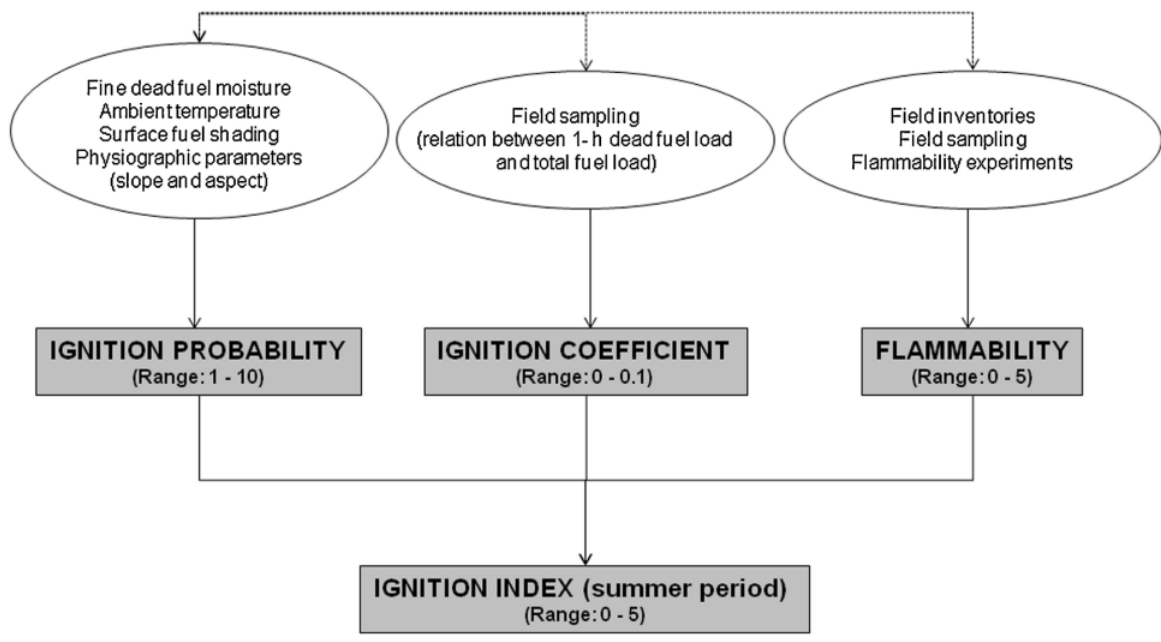 Fine dead fuel moisture
Ambient temperature
Surface fuel shading
Physiographic parameters
(slope and aspect)
Field sampling
(relation between 1-h dead fuel load
and total fuel load)
Field inventories
Field sampling
Flammability experiments
IGNITION PROBABILITY
(Range: 1 - 10)
IGNITION COEFFICIENT
(Range: 0 - 0.1)
FLAMMABILITY
(Range: 0 - 5)
IGNITION INDEX (summer period)
(Range: 0 - 5)